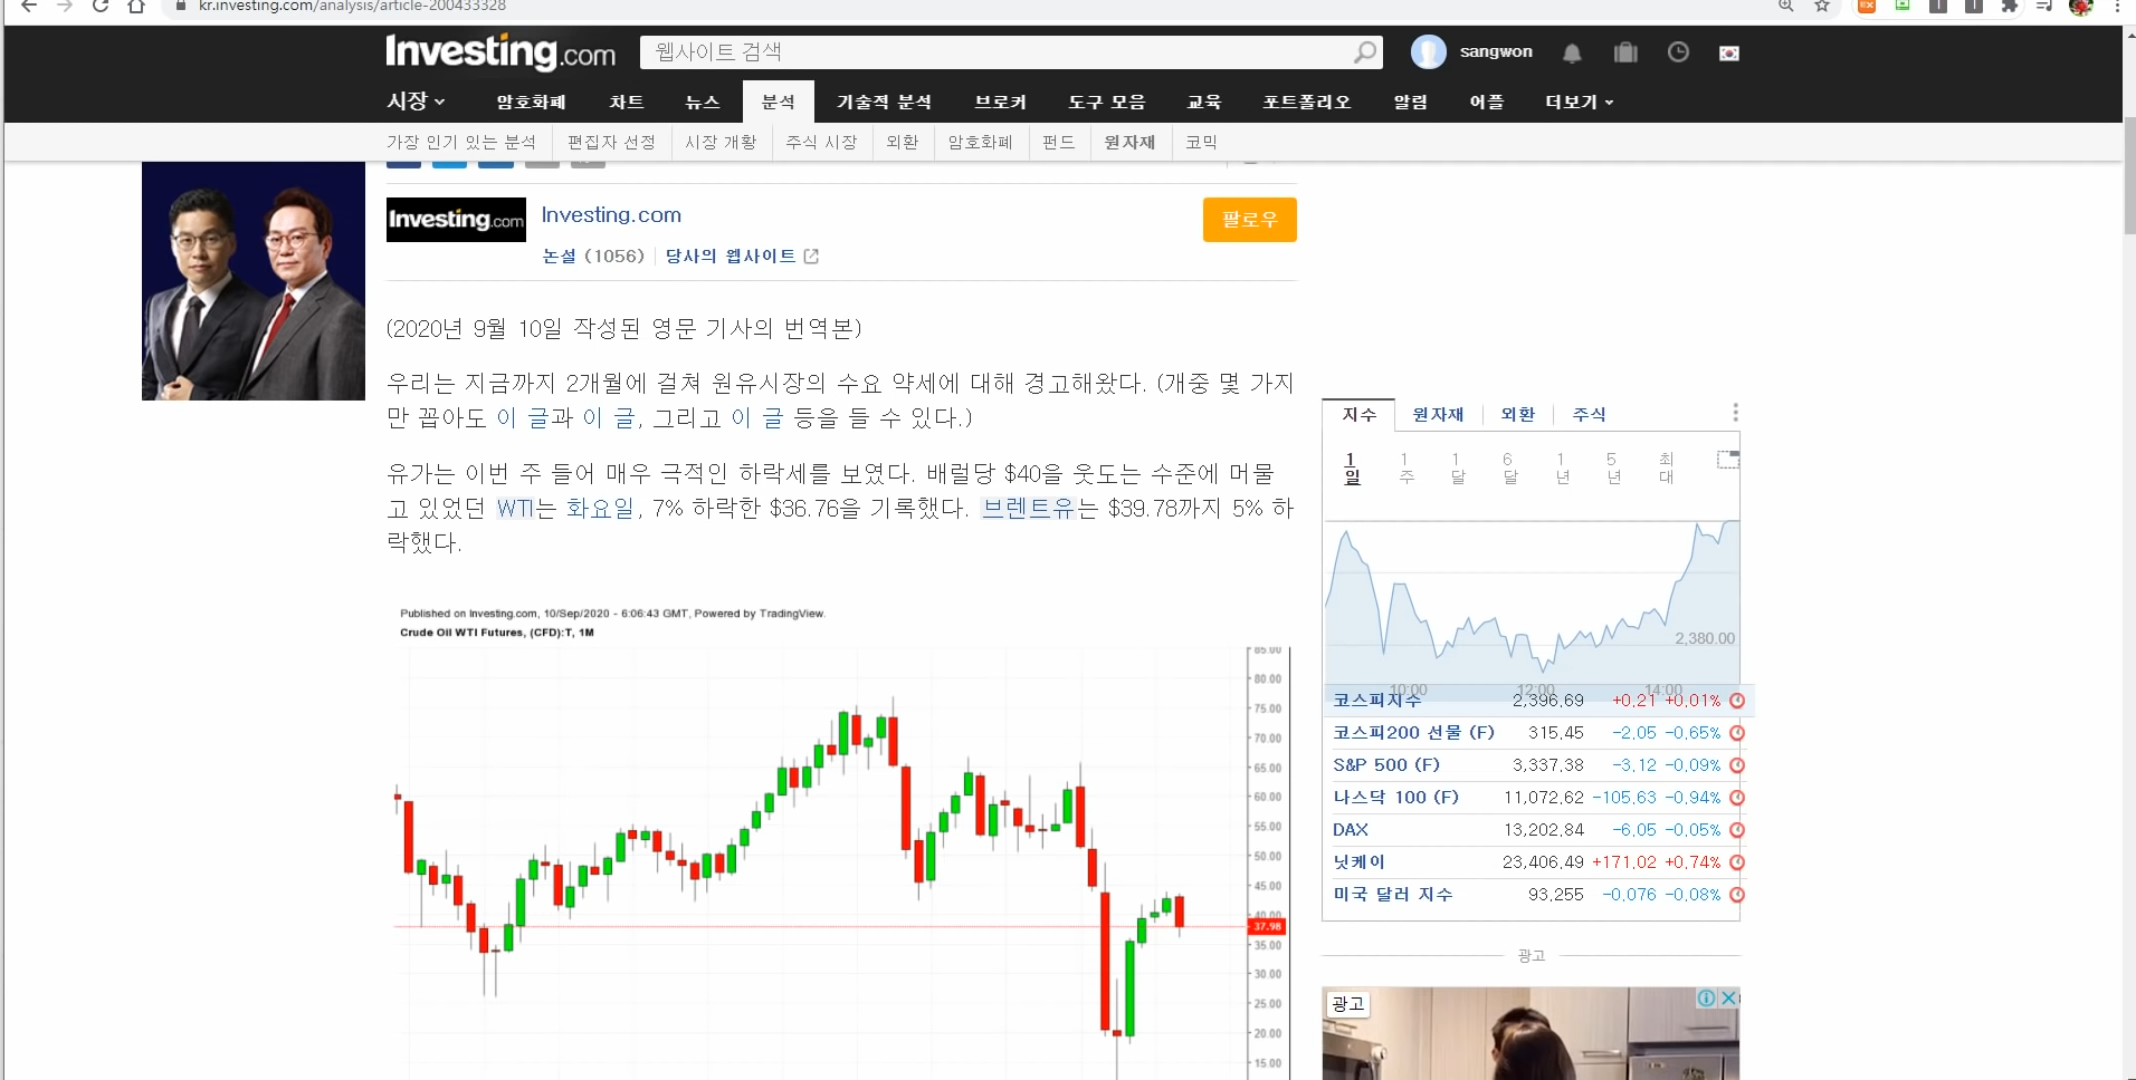 kr.investing.com/analysis/article-200433328
Investing.com
웹사이트 검색
sangwon
시장
암호화폐
차트
뉴스
분석
기술적 분석
브로커
도구 모음
교육
포트폴리오
알림
어플
더보기
가장 인기 있는 분석
편집자 선정
시장 개황
주식 시장
외환
암호화폐
펀드
원자재
코믹
Investing.com
Investing.com
팔로우
논설 (1056)
당사의 웹사이트
(2020년 9월 10일 작성된 영문 기사의 번역본)
우리는 지금까지 2개월에 걸쳐 원유시장의 수요 약세에 대해 경고해왔다. (개중 몇 가지
만 꼽아도 이 글과 이 글, 그리고 이 글 등을 들 수 있다.)
유가는 이번 주 들어 매우 극적인 하락세를 보였다. 배럴당 $40을 웃도는 수준에 머물
고 있었던 WTI는 화요일, 7% 하락한 $36.76을 기록했다. 브렌트유는 $39.78까지 5% 하
락했다.
Published on Investing.com, 10/Sep/2020 - 6:06:43 GMT, Powered by TradingView.
Crude Oil WTI Futures, (CFD):T, 1M
85.00
80.00
75.00
70.00
65.00
60.00
55.00
50.00
45.00
40.00
37.98
35.00
30.00
25.00
20.00
15.00
지수
원자재
외환
주식
1일
1주
1달
6달
1년
5년
최대
2,380.00
10:00
12:00
14:00
코스피지수 2,396.69 +0.21 +0.01%
코스피200 선물 (F) 315.45 -2.05 -0.65%
S&P 500 (F) 3,337.38 -3.12 -0.09%
나스닥 100 (F) 11,072.62 -105.63 -0.94%
DAX 13,202.84 -6.05 -0.05%
닛케이 23,406.49 +171.02 +0.74%
미국 달러 지수 93.255 -0.076 -0.08%
광고
광고